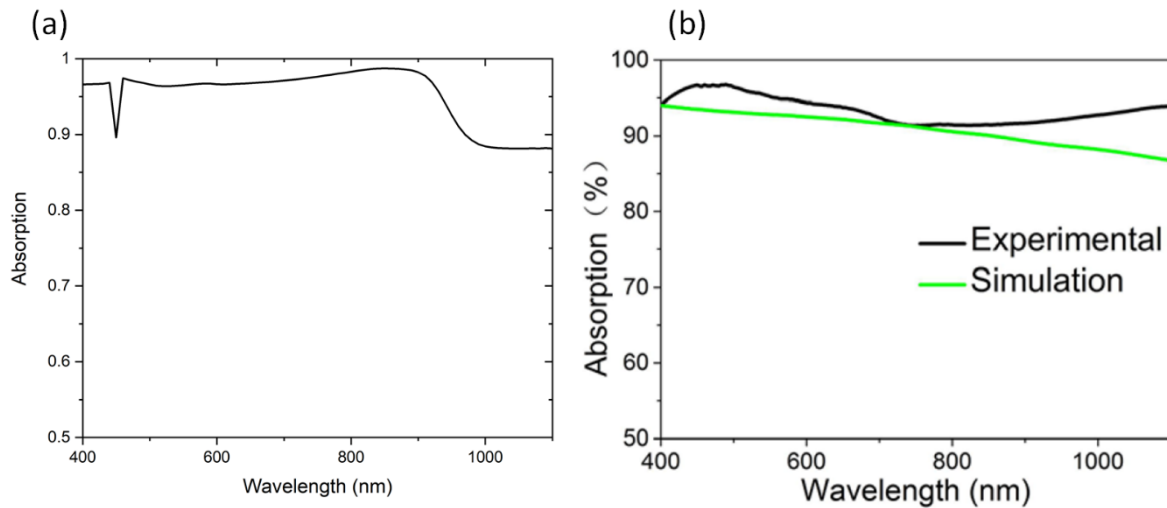 (a)
1
0.9
0.8
0.7
0.6
0.5
Absorption
400
600
800
1000
Wavelength (nm)
(b)
100
90
80
70
60
50
Absorption（%）
Experimental
Simulation
400
600
800
1000
Wavelength (nm)